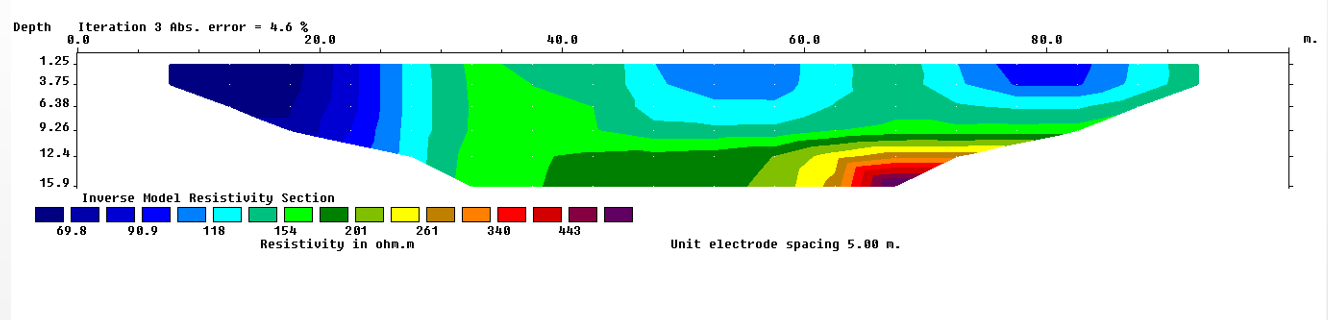 Depth Iteration 3 Abs. error = 4.6 %
0.0 20.0 40.0 60.0 80.0 m.
1.25
3.75
6.88
9.26
12.4
15.9
Inverse Model Resistivity Section
69.8 90.9 118 154 201 261 340 443
Resistivity in ohm.m Unit electrode spacing 5.00 m.